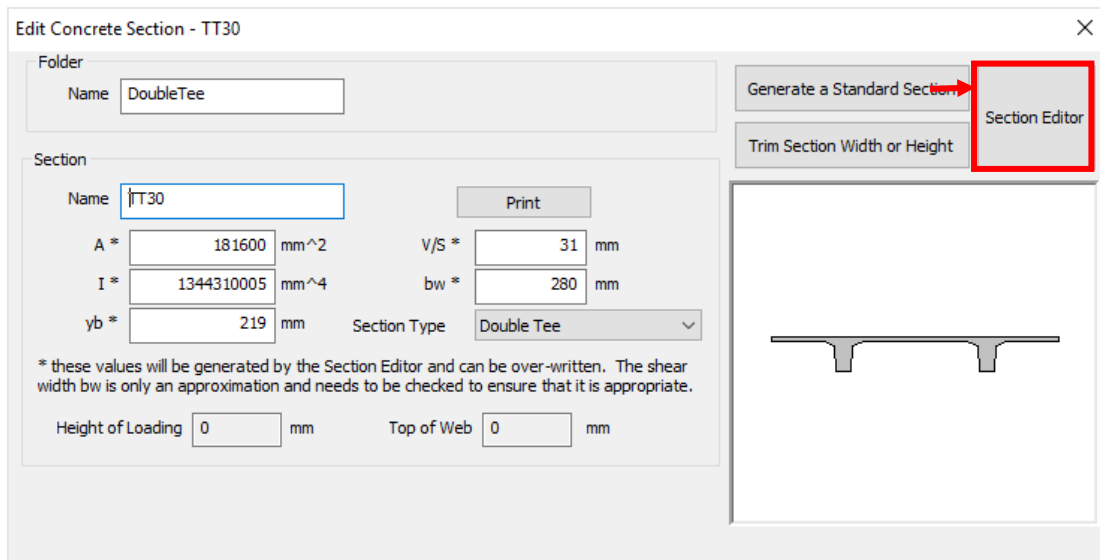 Edit Concrete Section - TT30
Folder
Name DoubleTee
Generate a Standard Section
Section Editor
Trim Section Width or Height
Section
Name TT30
Print
A * 181600 mm^2 V/S * 31 mm
I * 1344310005 mm^4 bw * 280 mm
yb * 219 mm Section Type Double Tee
* these values will be generated by the Section Editor and can be over-written. The shear
width bw is only an approximation and needs to be checked to ensure that it is appropriate.
Height of Loading 0 mm Top of Web 0 mm